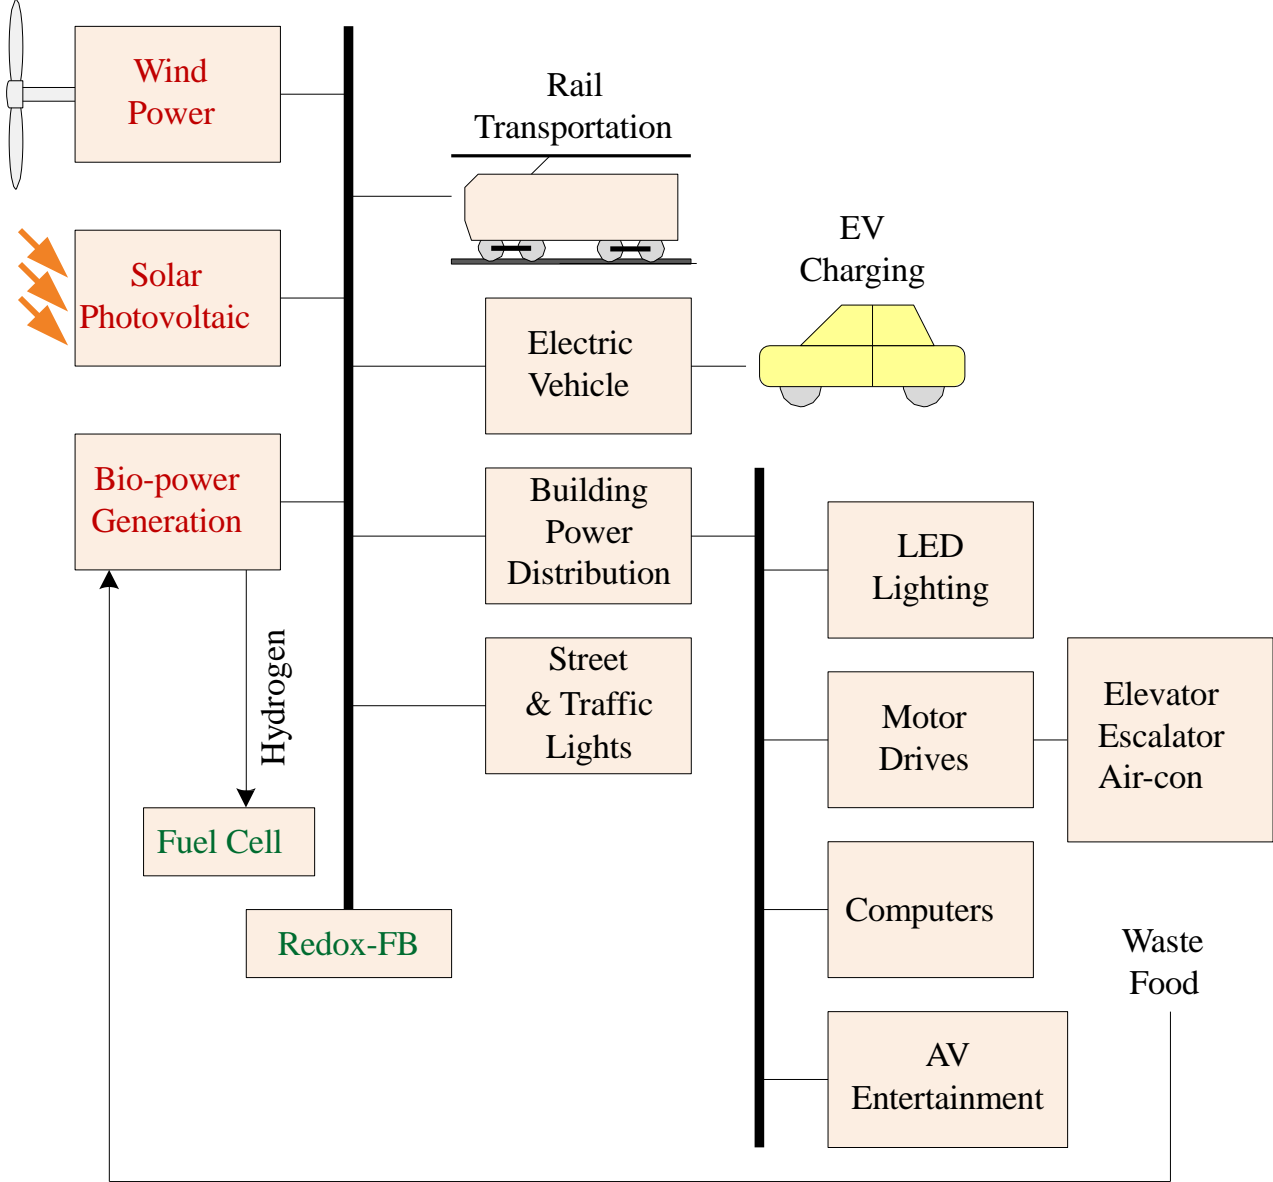 Wind
Power
Rail
Transportation
Solar
Photovoltaic
EV
Charging
Electric
Vehicle
Bio-power
Generation
Building
Power
Distribution
LED
Lighting
Hydrogen
Street
& Traffic
Lights
Motor
Drives
Elevator
Escalator
Air-con
Fuel Cell
Redox-FB
Computers
Waste
Food
AV
Entertainment